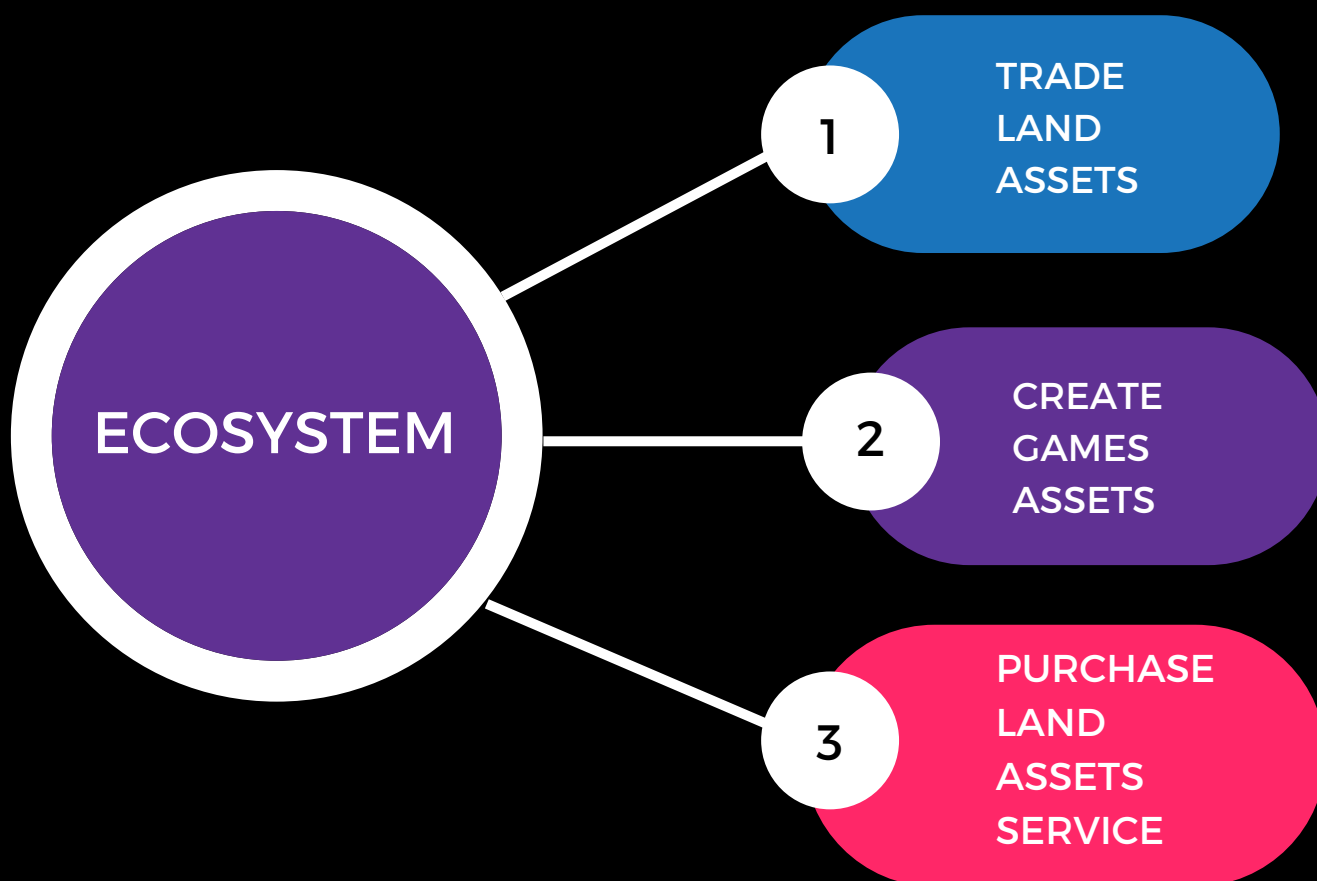 ECOSYSTEM
1
TRADE
LAND
ASSETS
2
CREATE
GAMES
ASSETS
3
PURCHASE
LAND
ASSETS
SERVICE